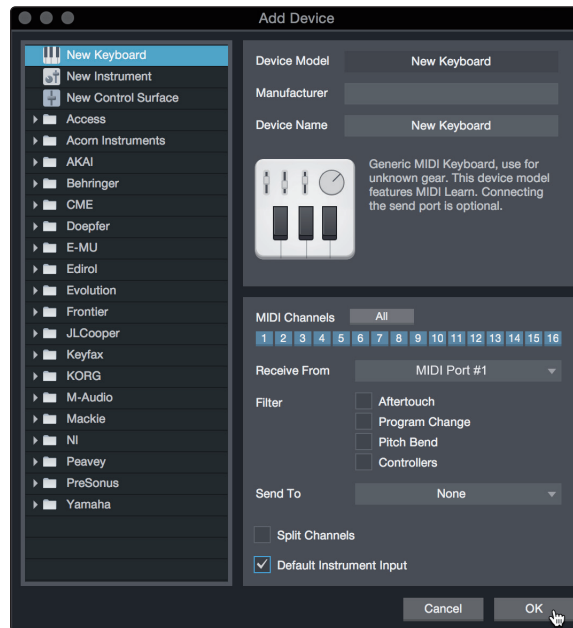 Add Device
New Keyboard
New Instrument
New Control Surface
Access
Acorn Instruments
AKAI
Behringer
CME
Doepfer
E-MU
Edirol
Evolution
Frontier
JLCooper
Keyfax
KORG
M-Audio
Mackie
NI
Peavey
PreSonus
Yamaha
Device Model New Keyboard
Manufacturer
Device Name New Keyboard
Generic MIDI Keyboard, use for
unknown gear. This device model
features MIDI Learn. Connecting
the send port is optional.
MIDI Channels All
1 2 3 4 5 6 7 8 9 10 11 12 13 14 15 16
Receive From MIDI Port #1
Filter Aftertouch
Program Change
Pitch Bend
Controllers
Send To None
Split Channels
Default Instrument Input
Cancel OK